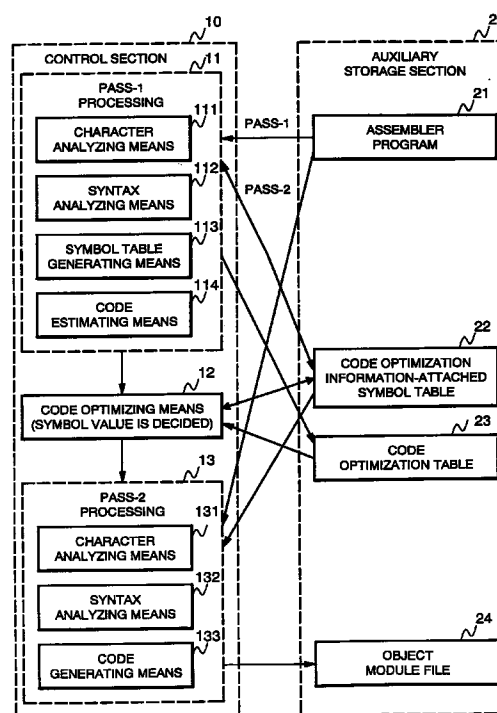 10
CONTROL SECTION
11
PASS-1
PROCESSING
111
CHARACTER
ANALYZING MEANS
112
SYNTAX
ANALYZING MEANS
113
SYMBOL TABLE
GENERATING MEANS
114
CODE
ESTIMATING MEANS
12
CODE OPTIMIZING MEANS
(SYMBOL VALUE IS DECIDED)
13
PASS-2
PROCESSING
131
CHARACTER
ANALYZING MEANS
132
SYNTAX
ANALYZING MEANS
133
CODE
GENERATING MEANS
PASS-1
PASS-2
AUXILIARY
STORAGE SECTION
21
ASSEMBLER
PROGRAM
22
CODE OPTIMIZATION
INFORMATION-ATTACHED
SYMBOL TABLE
23
CODE
OPTIMIZATION TABLE
24
OBJECT
MODULE FILE